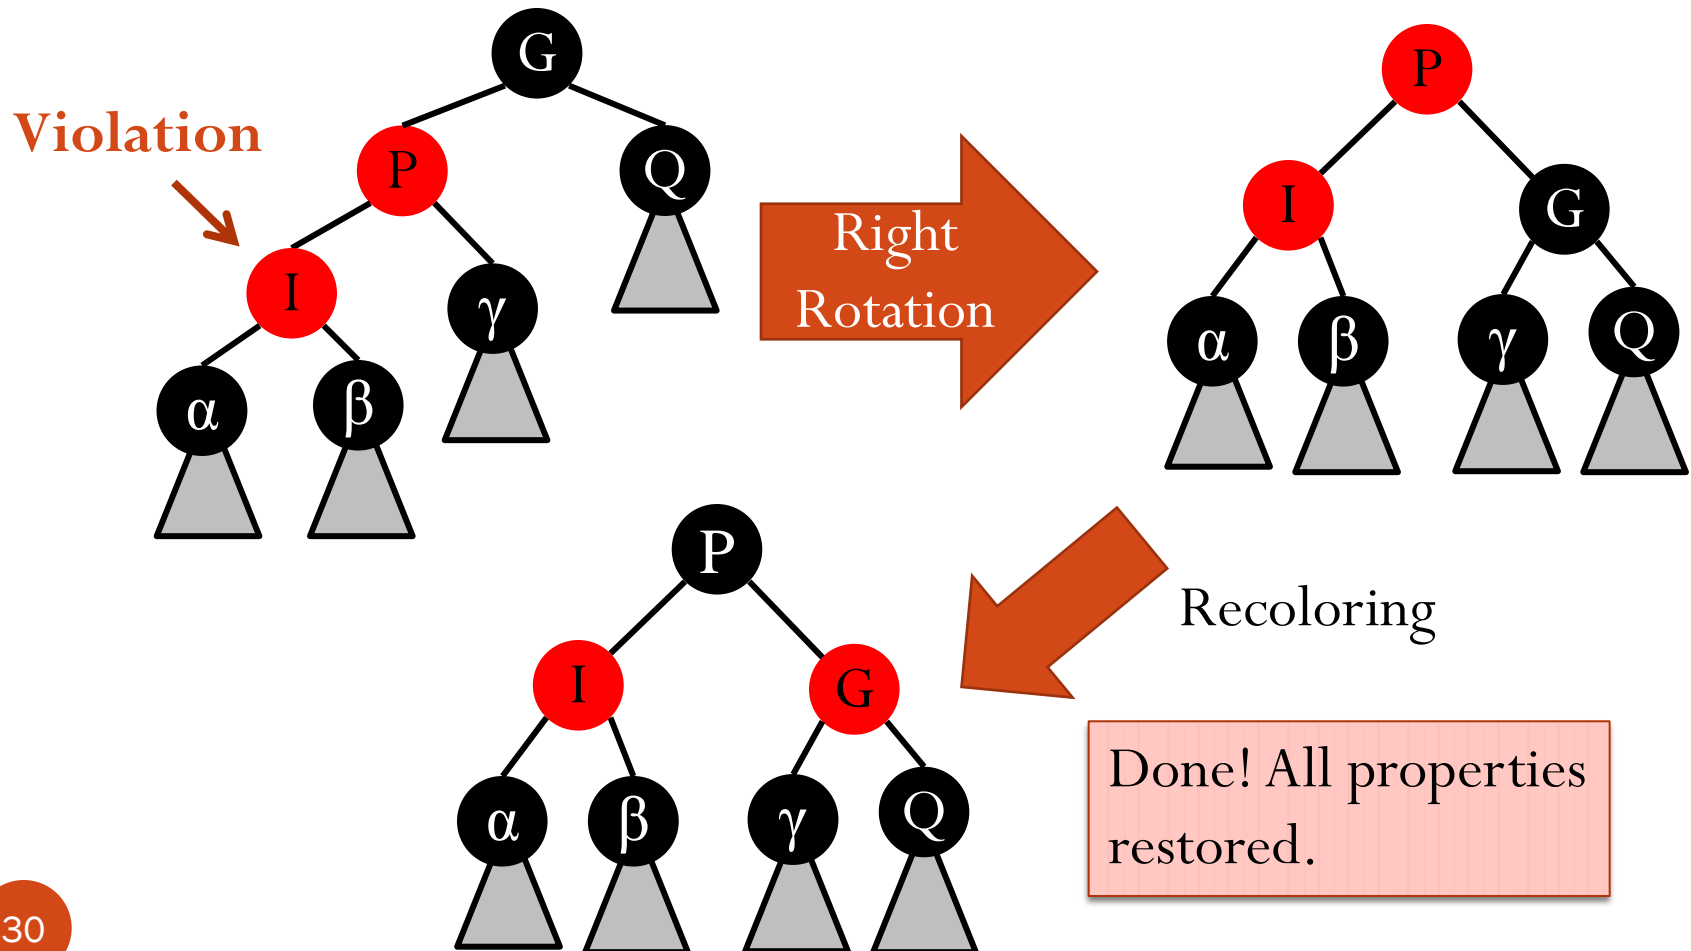 G
Violation
P
Q
I
γ
α
β
Right
Rotation
P
I
G
α
β
γ
Q
Recoloring
P
I
G
α
β
γ
Q
Done! All properties
restored.
30